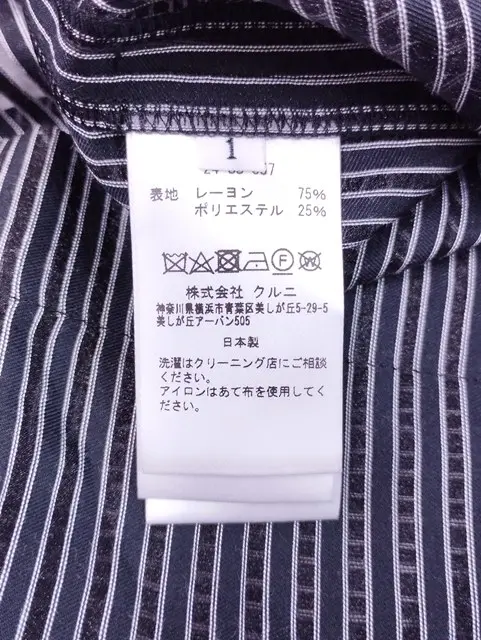 1
表地 レーヨン 75%
ポリエステル 25%
F W
株式会社 クルニ
神奈川県横浜市青葉区美しが丘5-29-5
美しが丘アーバン505
日本製
洗濯はクリーニング店にご相談
ください。
アイロンはあて布を使用してく
ださい。